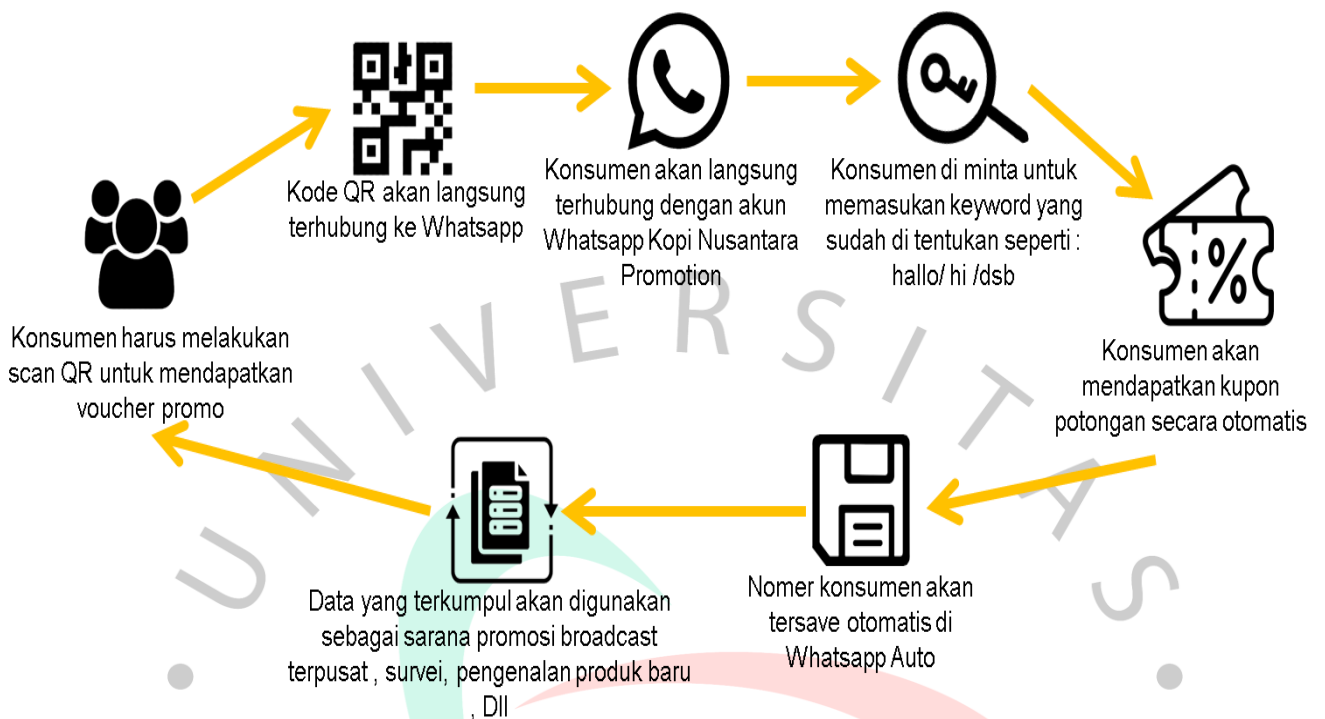 Konsumen harus melakukan
scan QR untuk mendapatkan
voucher promo
Kode QR akan langsung
terhubung ke Whatsapp
Konsumen akan langsung
terhubung dengan akun
Whatsapp Kopi Nusantara
Promotion
Konsumen di minta untuk
memasukan keyword yang
sudah di tentukan seperti :
hallo/ hi /dsb
Konsumen akan
mendapatkan kupon
potongan secara otomatis
Nomer konsumen akan
tersave otomatis di
Whatsapp Auto
Data yang terkumpul akan digunakan
sebagai sarana promosi broadcast
terpusat , survei, pengenalan produk baru
, Dll
UNIVERSITAS